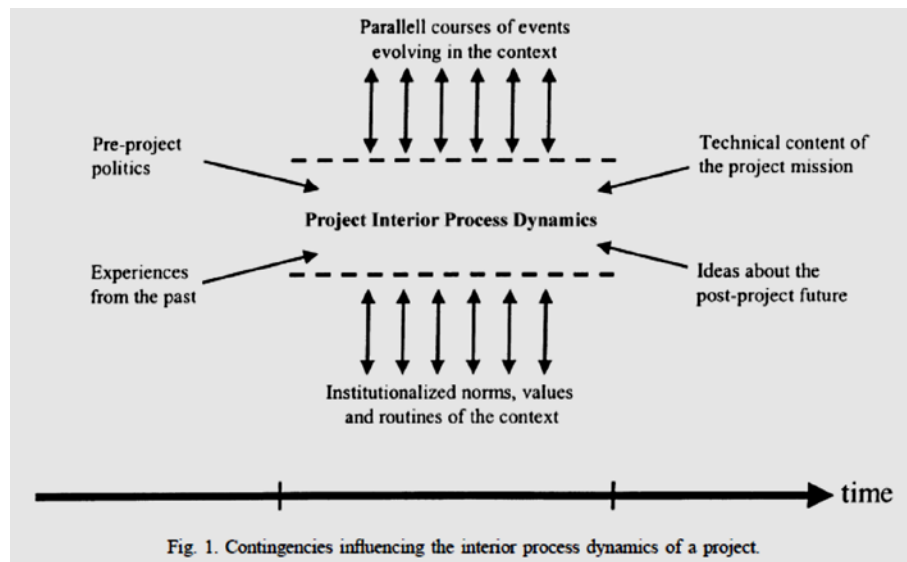 Parallell courses of events
evolving in the context
Pre-project
politics
Technical content of
the project mission
Project Interior Process Dynamics
Experiences
from the past
Ideas about the
post-project future
Institutionalized norms, values
and routines of the context
time
Fig. 1. Contingencies influencing the interior process dynamics of a project.